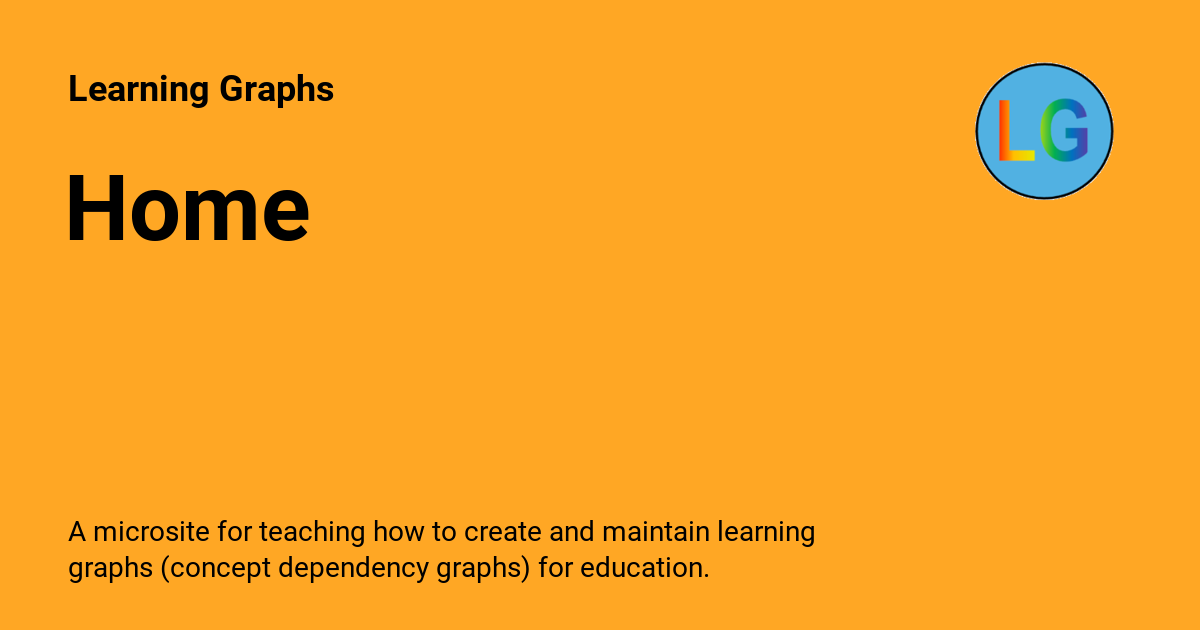 Learning Graphs
LG
Home
A microsite for teaching how to create and maintain learning
graphs (concept dependency graphs) for education.